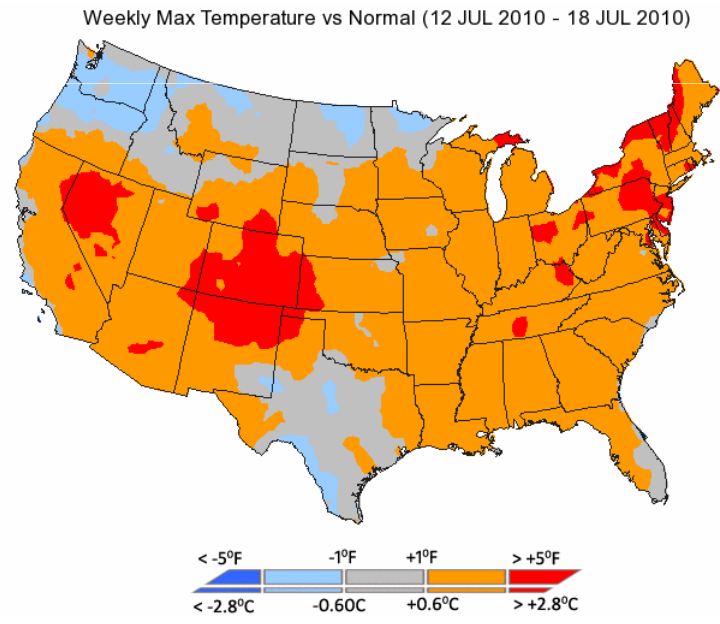 Weekly Max Temperature vs Normal (12 JUL 2010 - 18 JUL 2010)
< -5⁰F -1⁰F +1⁰F > +5⁰F
< -2.8⁰C -0.60C +0.6⁰C > +2.8⁰C